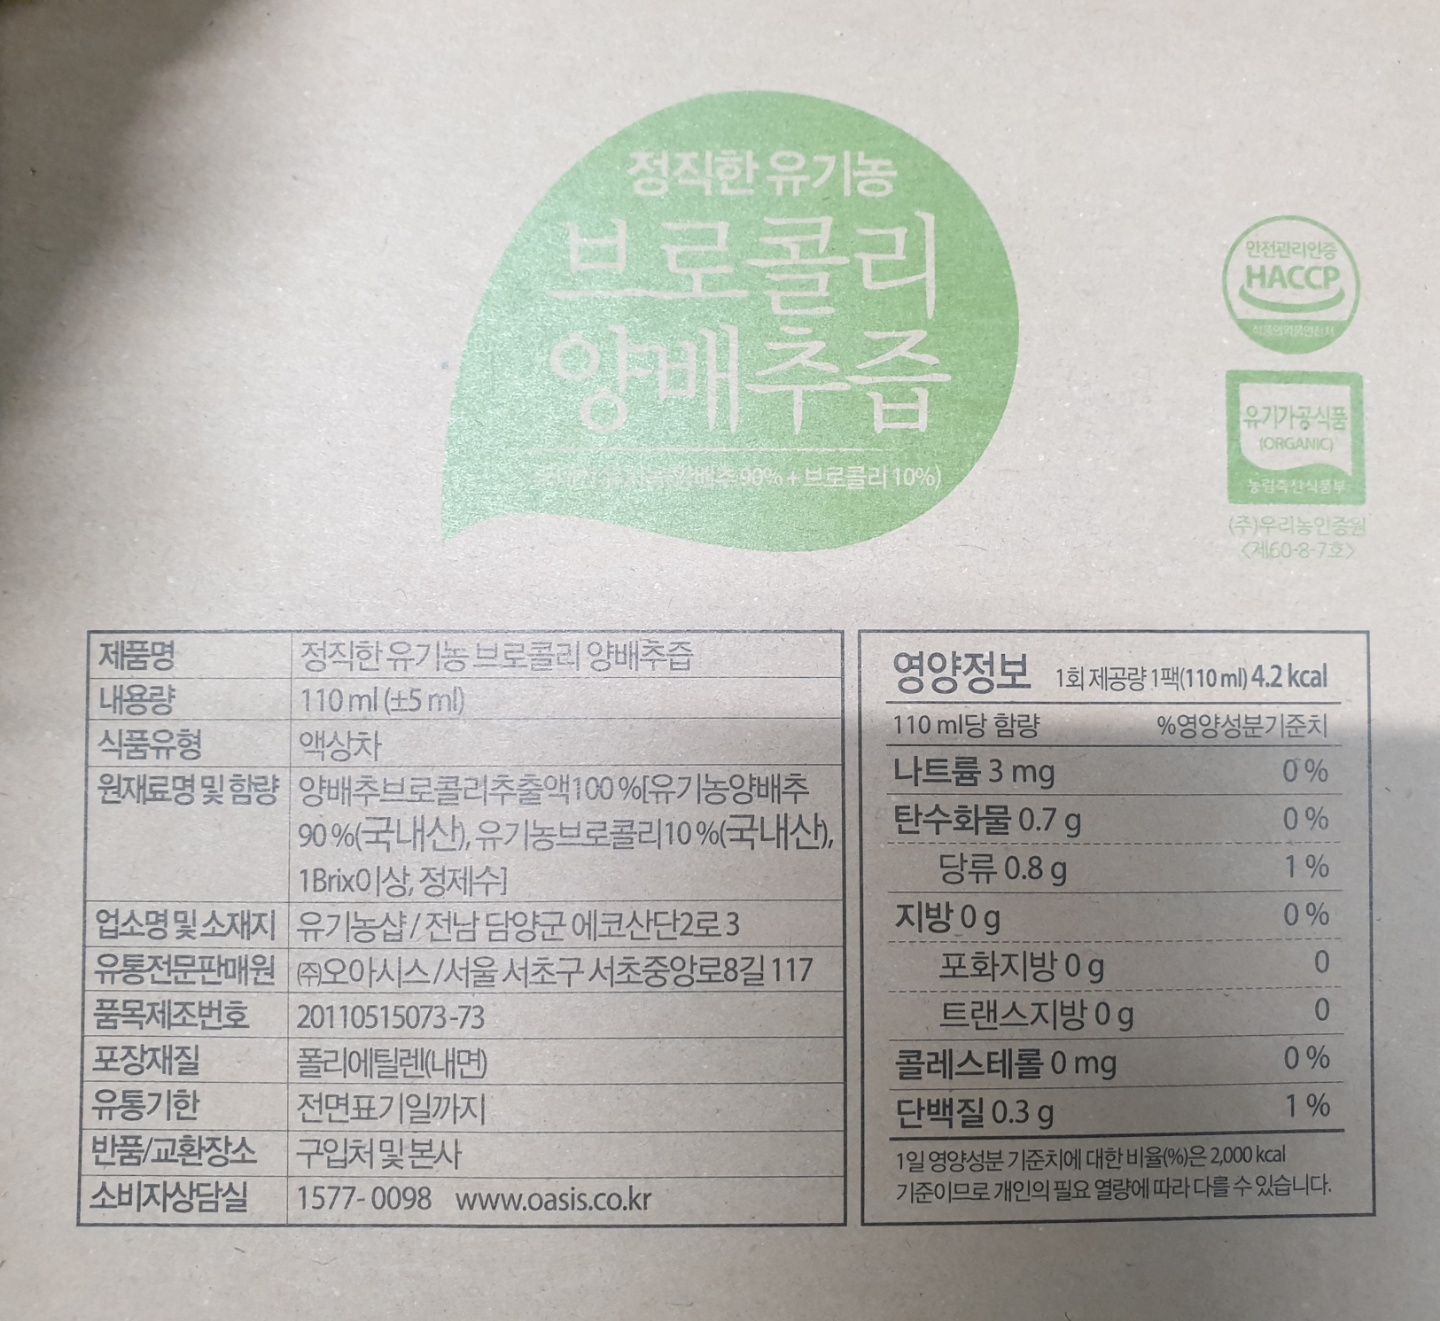 정직한 유기농
브로콜리
양배추즙
양배추 90% + 브로콜리 10%)
안전관리인증
HACCP
식품의약품안전처
유기가공식품
(ORGANIC)
농림축산식품부
(주)우리농인증원
<제60-8-7호>
제품명 정직한 유기농 브로콜리 양배추즙
내용량 110 ml (±5 ml)
식품유형 액상차
원재료명 및 함량 양배추브로콜리추출액100 %[유기농양배추
90 %(국내산), 유기농브로콜리10 %(국내산),
1Brix이상, 정제수]
업소명 및 소재지 유기농샵 / 전남 담양군 에코산단2로 3
유통전문판매원 ㈜오아시스 / 서울 서초구 서초중앙로8길 117
품목제조번호 20110515073-73
포장재질 폴리에틸렌(내면)
유통기한 전면표기일까지
반품/교환장소 구입처 및 본사
소비자상담실 1577- 0098 www.oasis.co.kr
영양정보 1회 제공량 1팩(110 ml) 4.2 kcal
110 ml당 함량 %영양성분기준치
나트륨 3 mg 0 %
탄수화물 0.7 g 0 %
당류 0.8 g 1 %
지방 0 g 0 %
포화지방 0 g 0
트랜스지방 0 g 0
콜레스테롤 0 mg 0 %
단백질 0.3 g 1 %
1일 영양성분 기준치에 대한 비율(%)은 2,000 kcal
기준이므로 개인의 필요 열량에 따라 다를 수 있습니다.